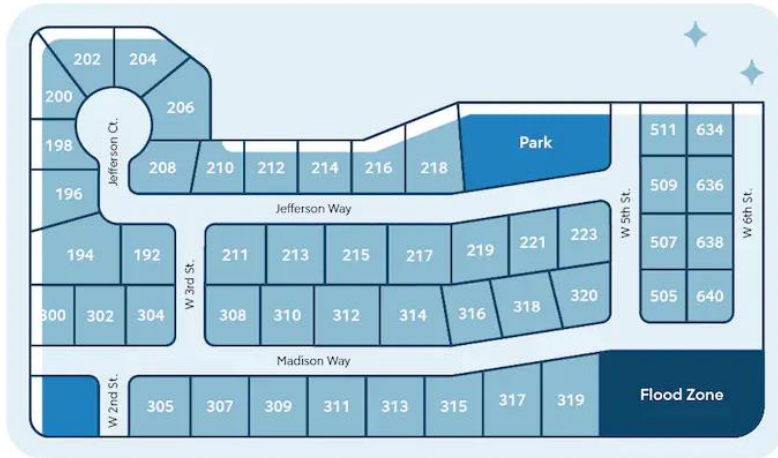 202 204
200 206
198
Jefferson Ct.
196
208 210 212 214 216 218
Park
511 634
509 636
507 638
505 640
W 5th St.
W 6th St.
Jefferson Way
194 192
W 3rd St.
211 213 215 217 219 221 223
300 302 304
308 310 312 314 316 318 320
Madison Way
W 2nd St.
305 307 309 311 313 315 317 319
Flood Zone